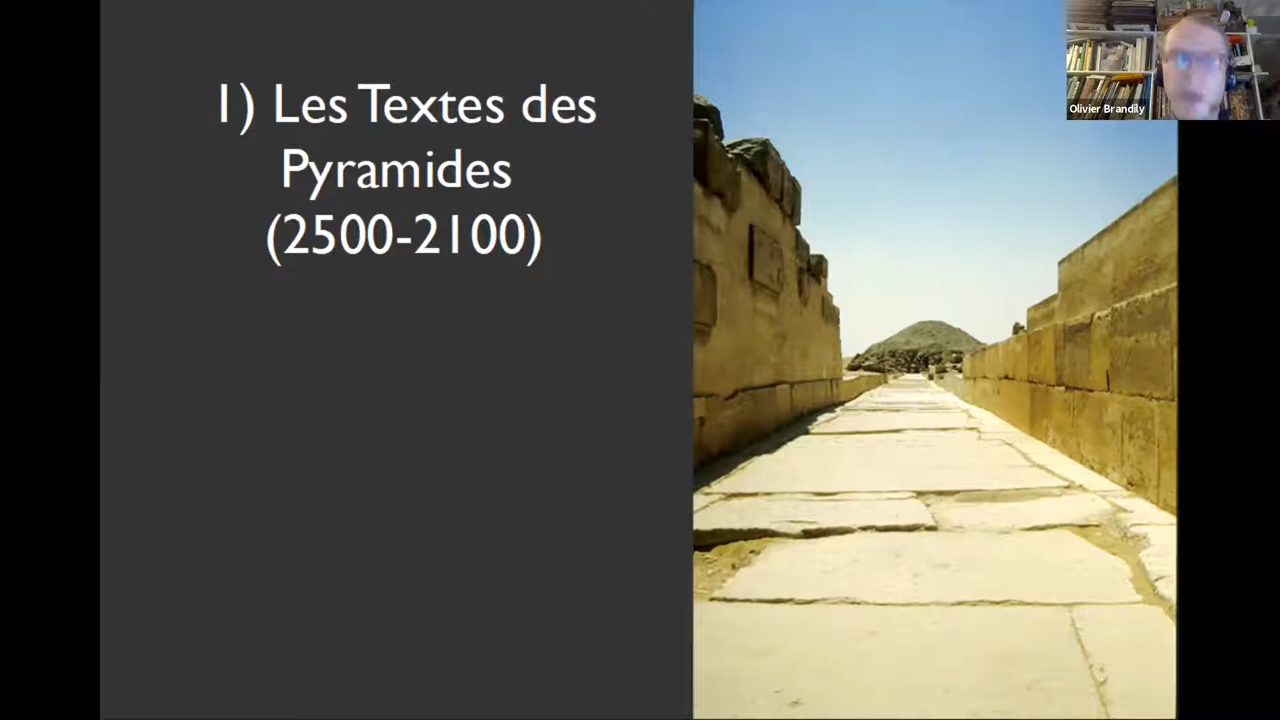 1) Les Textes des
Pyramides
(2500-2100)
Olivier Brandily